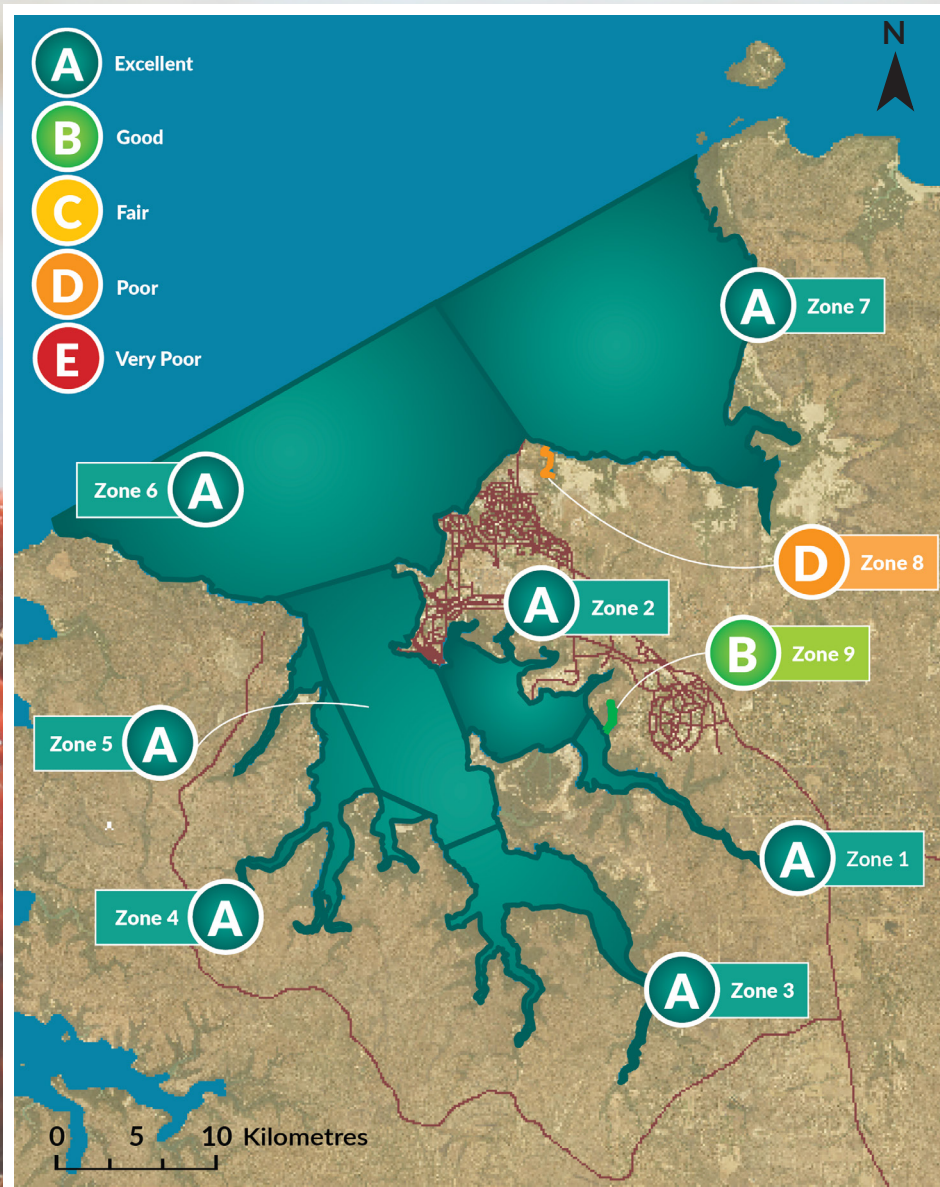 N
A Excellent
B Good
C Fair
D Poor
E Very Poor
A Zone 7
Zone 6 A
D Zone 8
A Zone 2
B Zone 9
Zone 5 A
A Zone 1
Zone 4 A
A Zone 3
0 5 10 Kilometres